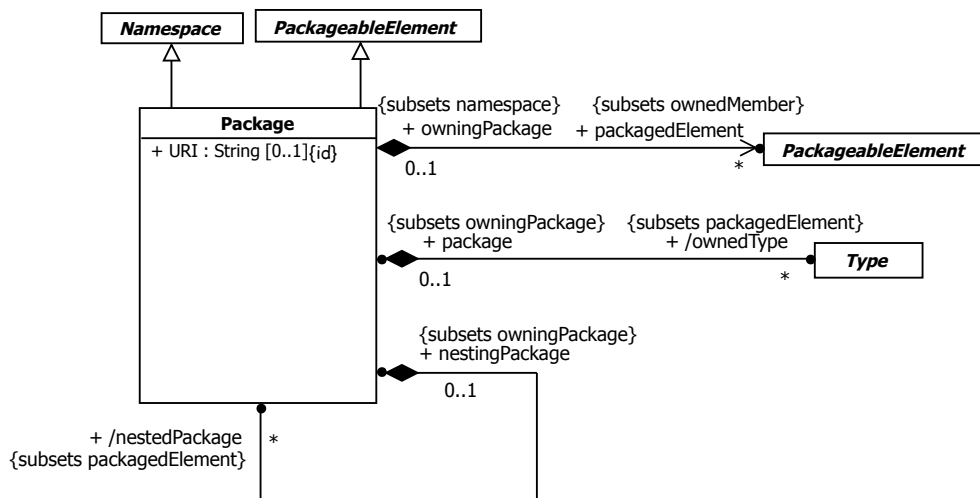 Namespace
PackageableElement
Package
+ URI : String [0..1]{id}
{subsets namespace}
+ owningPackage
0..1
{subsets ownedMember}
+ packagedElement
*
PackageableElement
{subsets owningPackage}
+ package
0..1
{subsets packagedElement}
+ /ownedType
*
Type
{subsets owningPackage}
+ nestingPackage
0..1
+ /nestedPackage
*
{subsets packagedElement}